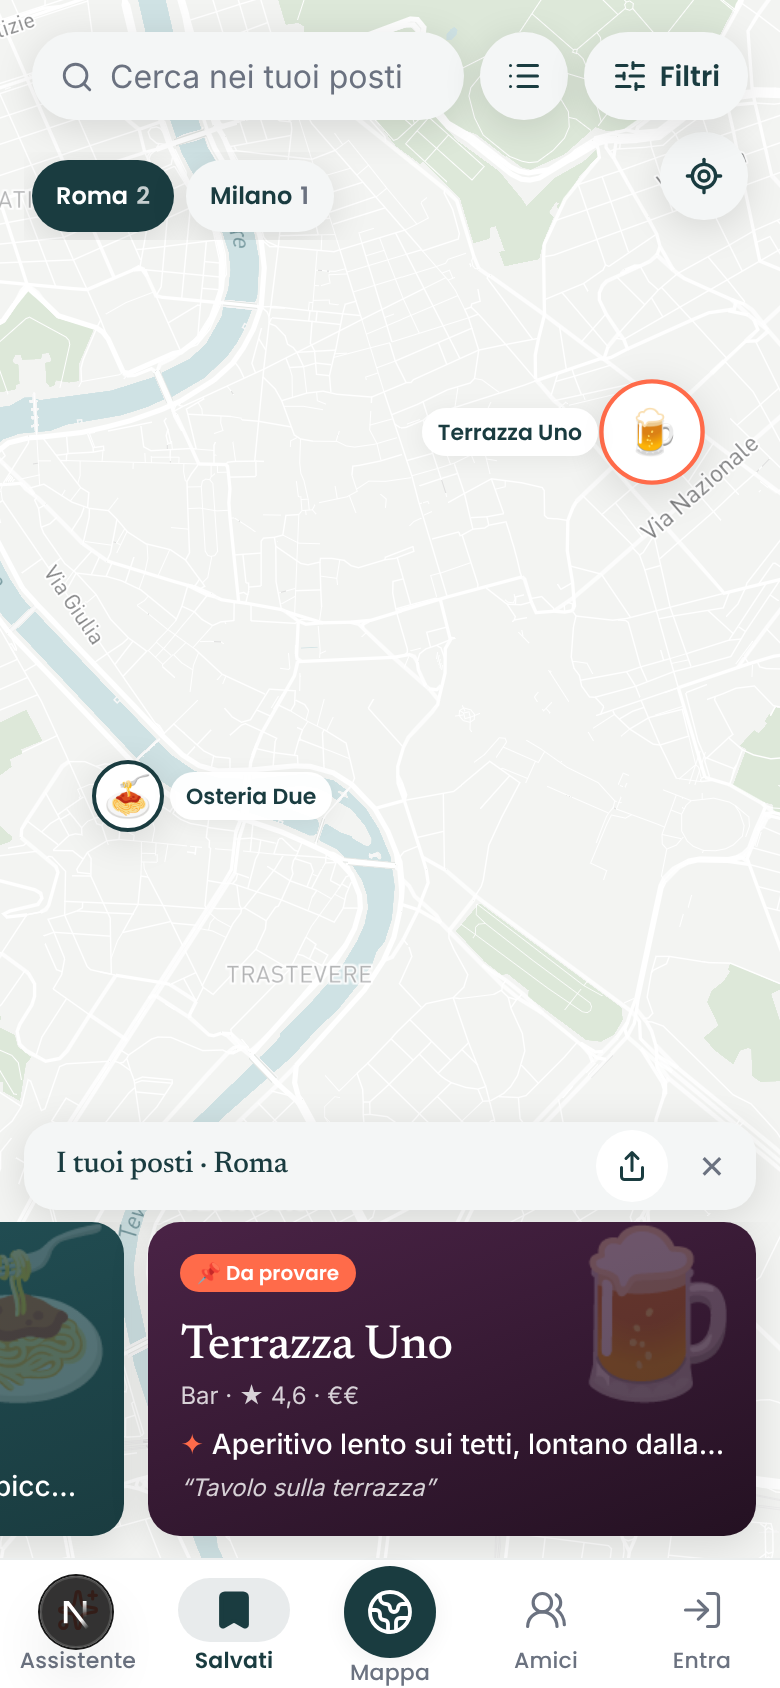 Cerca nei tuoi posti
Filtri
Roma 2
Milano 1
Terrazza Uno
Via Nazionale
Via Giulia
Osteria Due
TRASTEVERE
I tuoi posti · Roma
Da provare
Terrazza Uno
Bar · ★ 4,6 · €€
✦ Aperitivo lento sui tetti, lontano dalla…
“Tavolo sulla terrazza”
N
Assistente
Salvati
Mappa
Amici
Entra